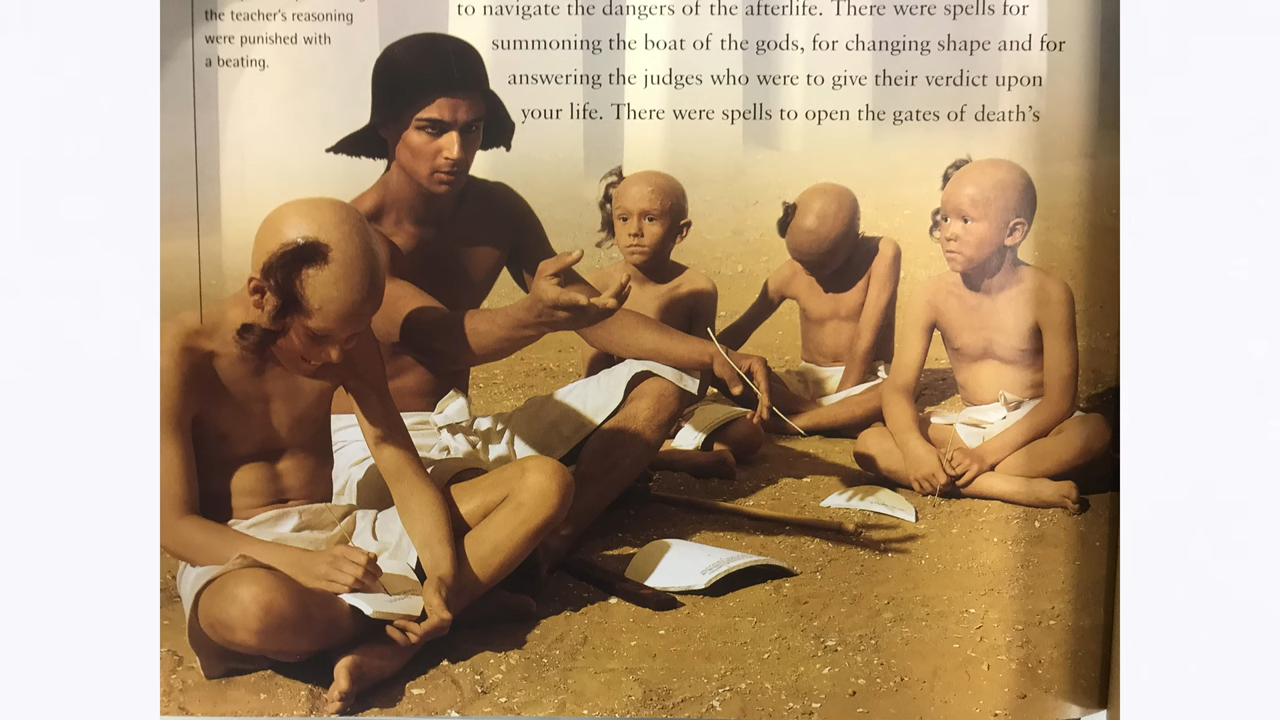 the teacher's reasoning
were punished with
a beating.
to navigate the dangers of the afterlife. There were spells for
summoning the boat of the gods, for changing shape and for
answering the judges who were to give their verdict upon
your life. There were spells to open the gates of death's